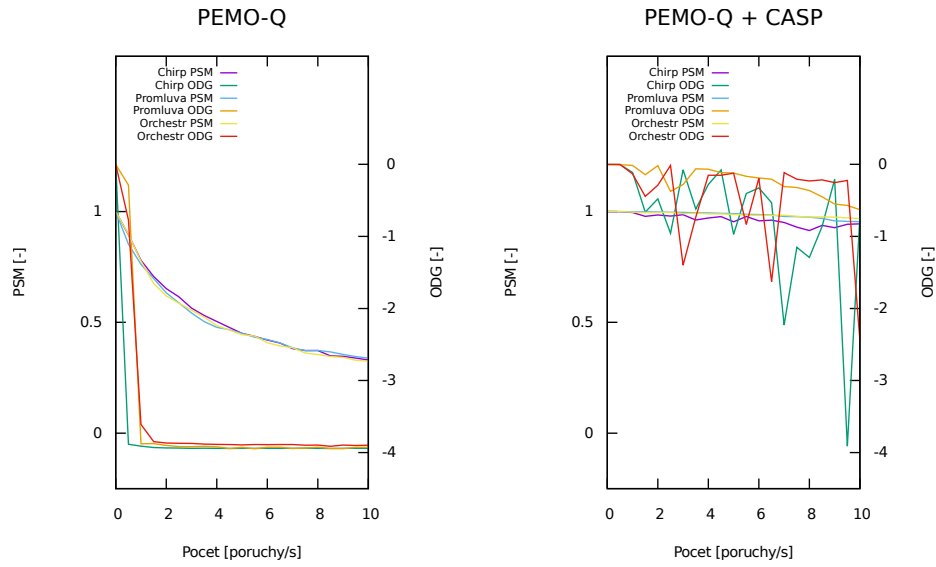 PEMO-Q
Chirp PSM
Chirp ODG
Promluva PSM
Promluva ODG
Orchestr PSM
Orchestr ODG
1
0.5
0
0
-1
-2
-3
-4
PSM [-]
ODG [-]
0 2 4 6 8 10
Pocet [poruchy/s]
PEMO-Q + CASP
Chirp PSM
Chirp ODG
Promluva PSM
Promluva ODG
Orchestr PSM
Orchestr ODG
1
0.5
0
0
-1
-2
-3
-4
PSM [-]
ODG [-]
0 2 4 6 8 10
Pocet [poruchy/s]